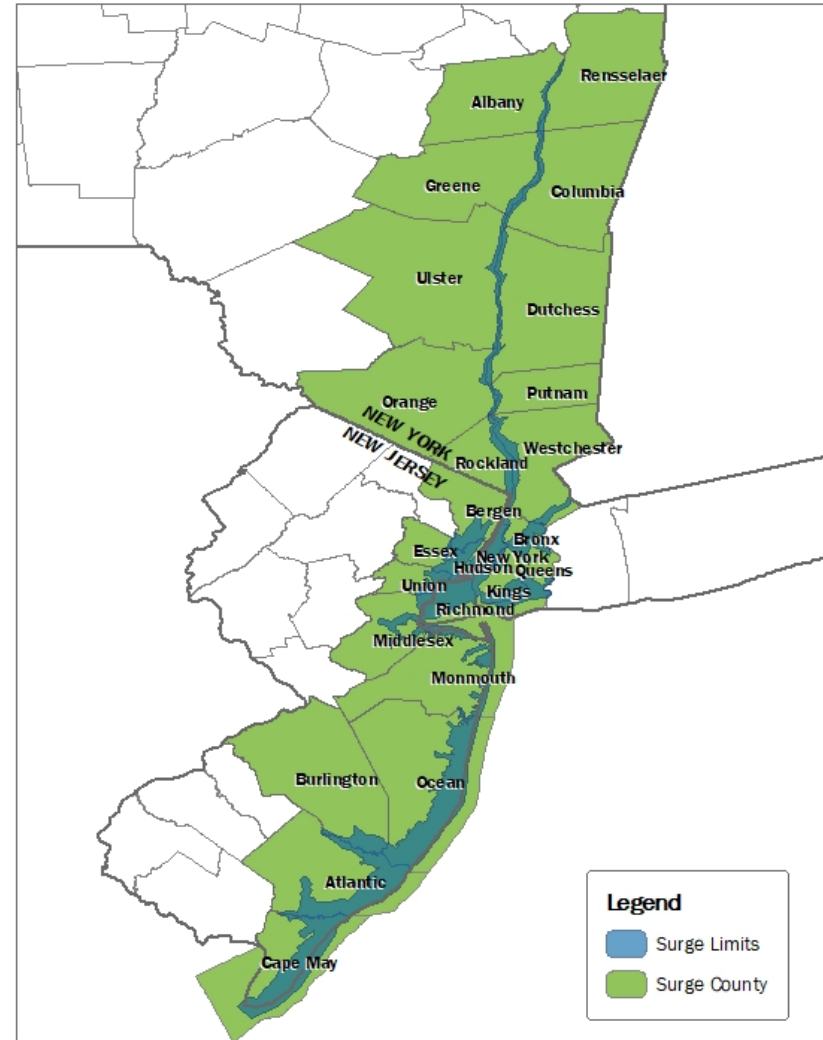 Rensselaer
Albany
Greene
Columbia
Ulster
Dutchess
Putnam
Orange
NEW YORK
NEW JERSEY
Westchester
Rockland
Bergen
Bronx
Essex
New York
Hudson
Queens
Union
Kings
Richmond
Middlesex
Monmouth
Burlington
Ocean
Atlantic
Cape May
Legend
Surge Limits
Surge County